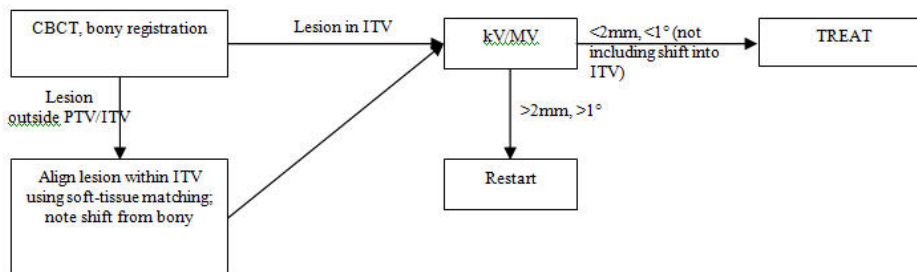 CBCT, bony registration
Lesion in ITV
kV/MV
<2mm, <1° (not
including shift into
ITV)
TREAT
Lesion
outside PTV/ITV
>2mm, >1°
Align lesion within ITV
using soft-tissue matching;
note shift from bony
Restart